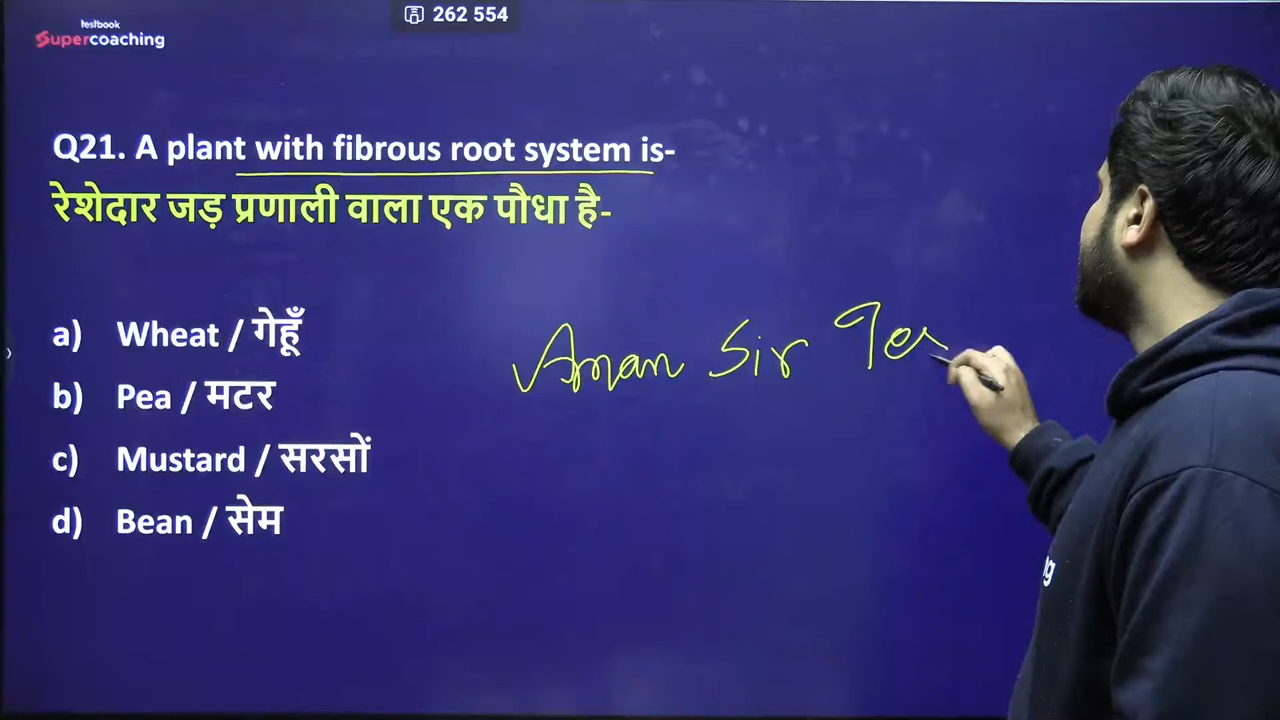 testbook
Supercoaching
262 554
Q21. A plant with fibrous root system is-
रेशेदार जड़ प्रणाली वाला एक पौधा है-
a) Wheat / गेहूँ
b) Pea / मटर
c) Mustard / सरसों
d) Bean / सेम
Aman Sir